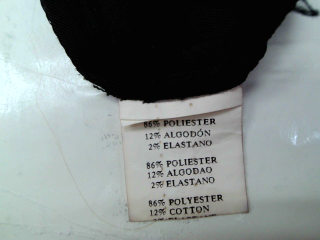 86% POLIESTER
12% ALGODÓN
2% ELASTANO
86% POLIESTER
12% ALGODAO
2% ELASTANO
86% POLYESTER
12% COTTON